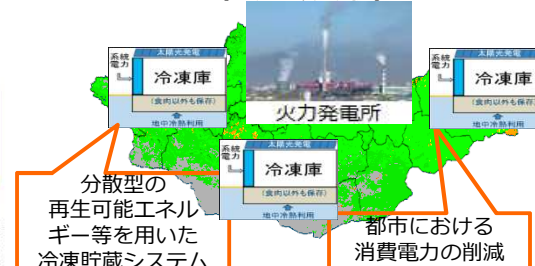 太陽光発電
系統
電力
冷凍庫
(食肉以外も保存)
地中冷熱利用
火力発電所
太陽光発電
系統
電力
冷凍庫
(食肉以外も保存)
地中冷熱利用
太陽光発電
系統
電力
冷凍庫
(食肉以外も保存)
地中冷熱利用
分散型の
再生可能エネル
ギー等を用いた
冷凍貯蔵システム
都市における
消費電力の削減